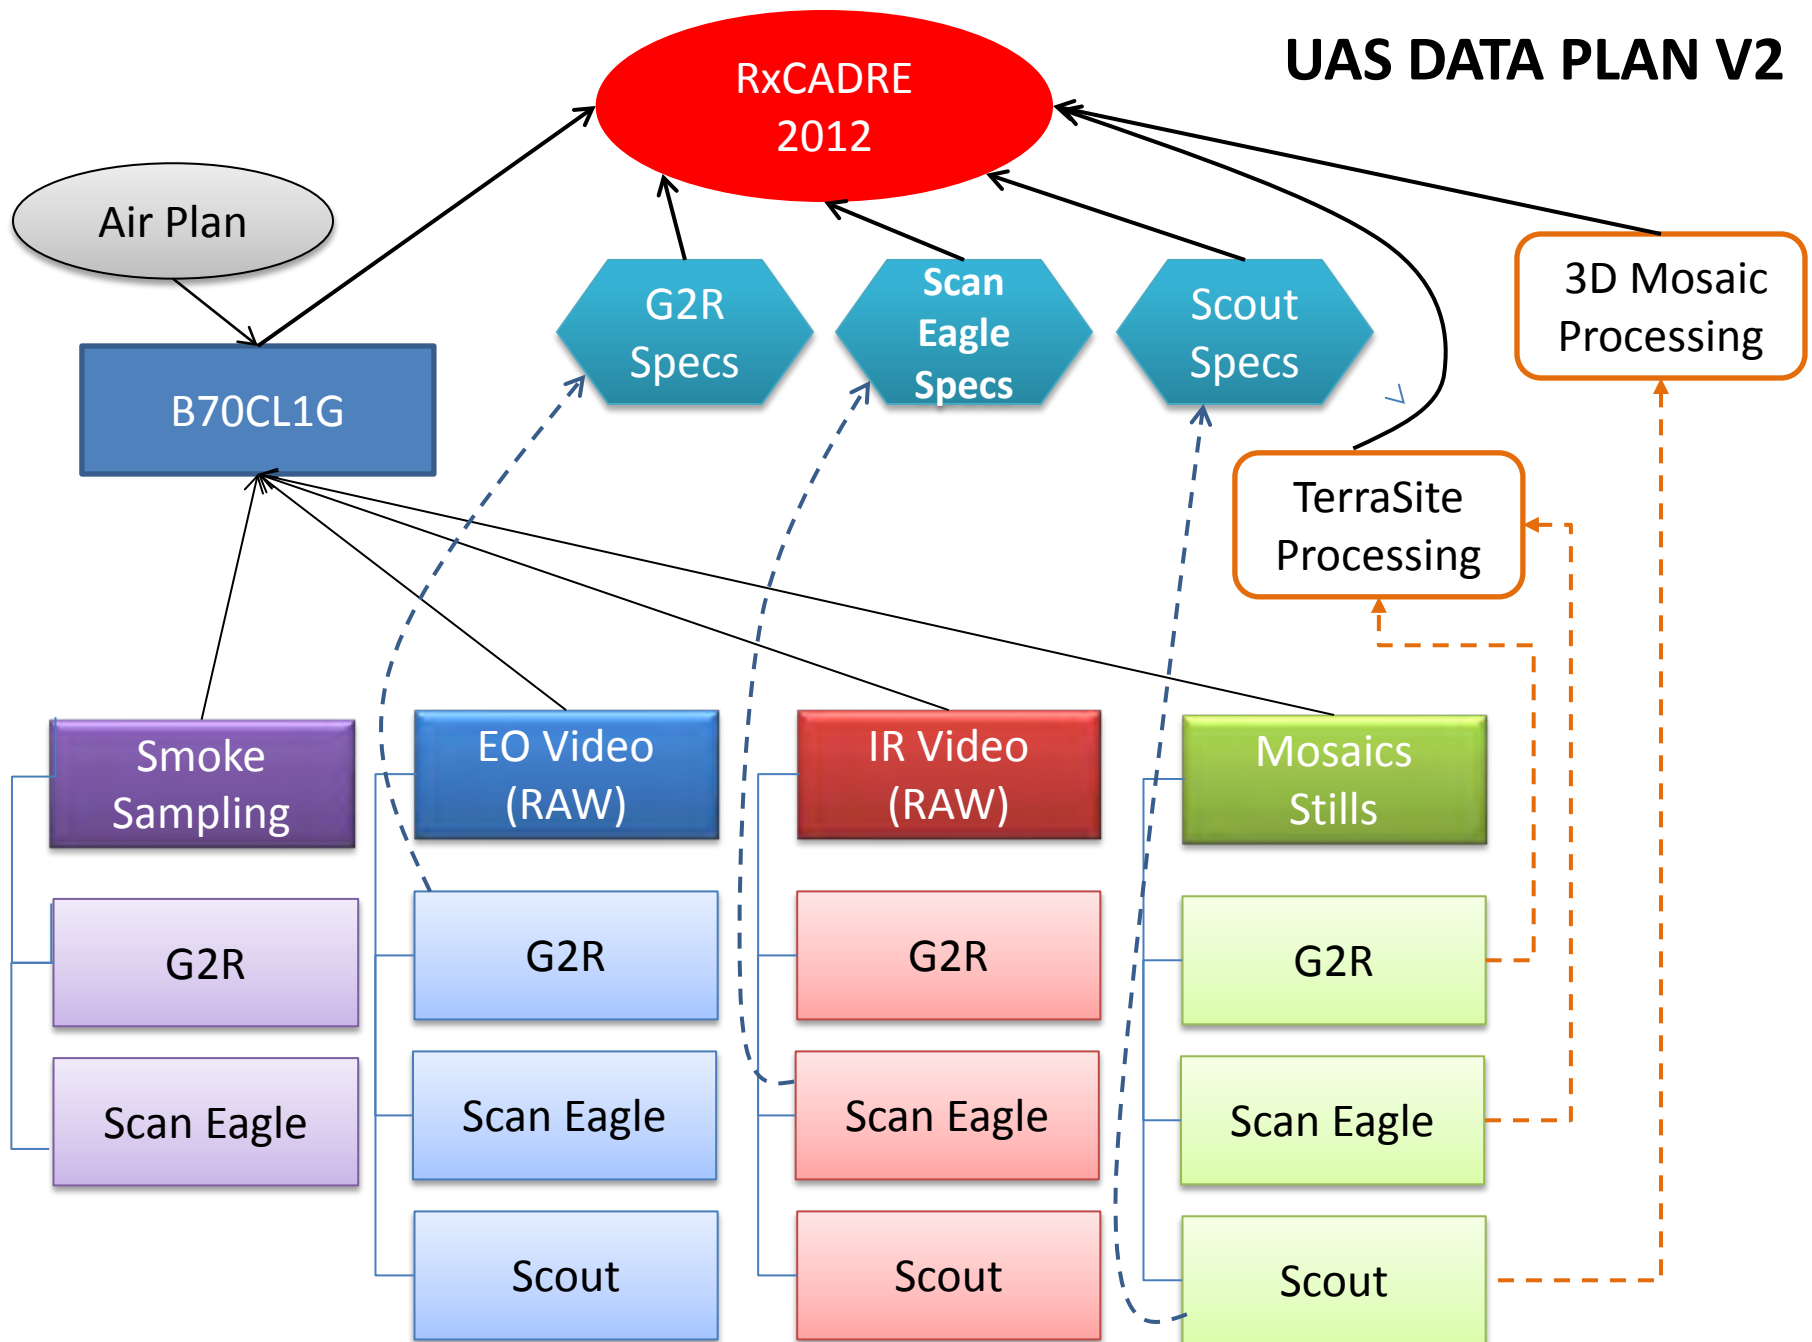 UAS DATA PLAN V2
RxCADRE
2012
Air Plan
G2R
Specs
Scan
Eagle
Specs
Scout
Specs
3D Mosaic
Processing
B70CL1G
TerraSite
Processing
Smoke
Sampling
EO Video
(RAW)
IR Video
(RAW)
Mosaics
Stills
G2R
G2R
G2R
G2R
Scan Eagle
Scan Eagle
Scan Eagle
Scan Eagle
Scout
Scout
Scout